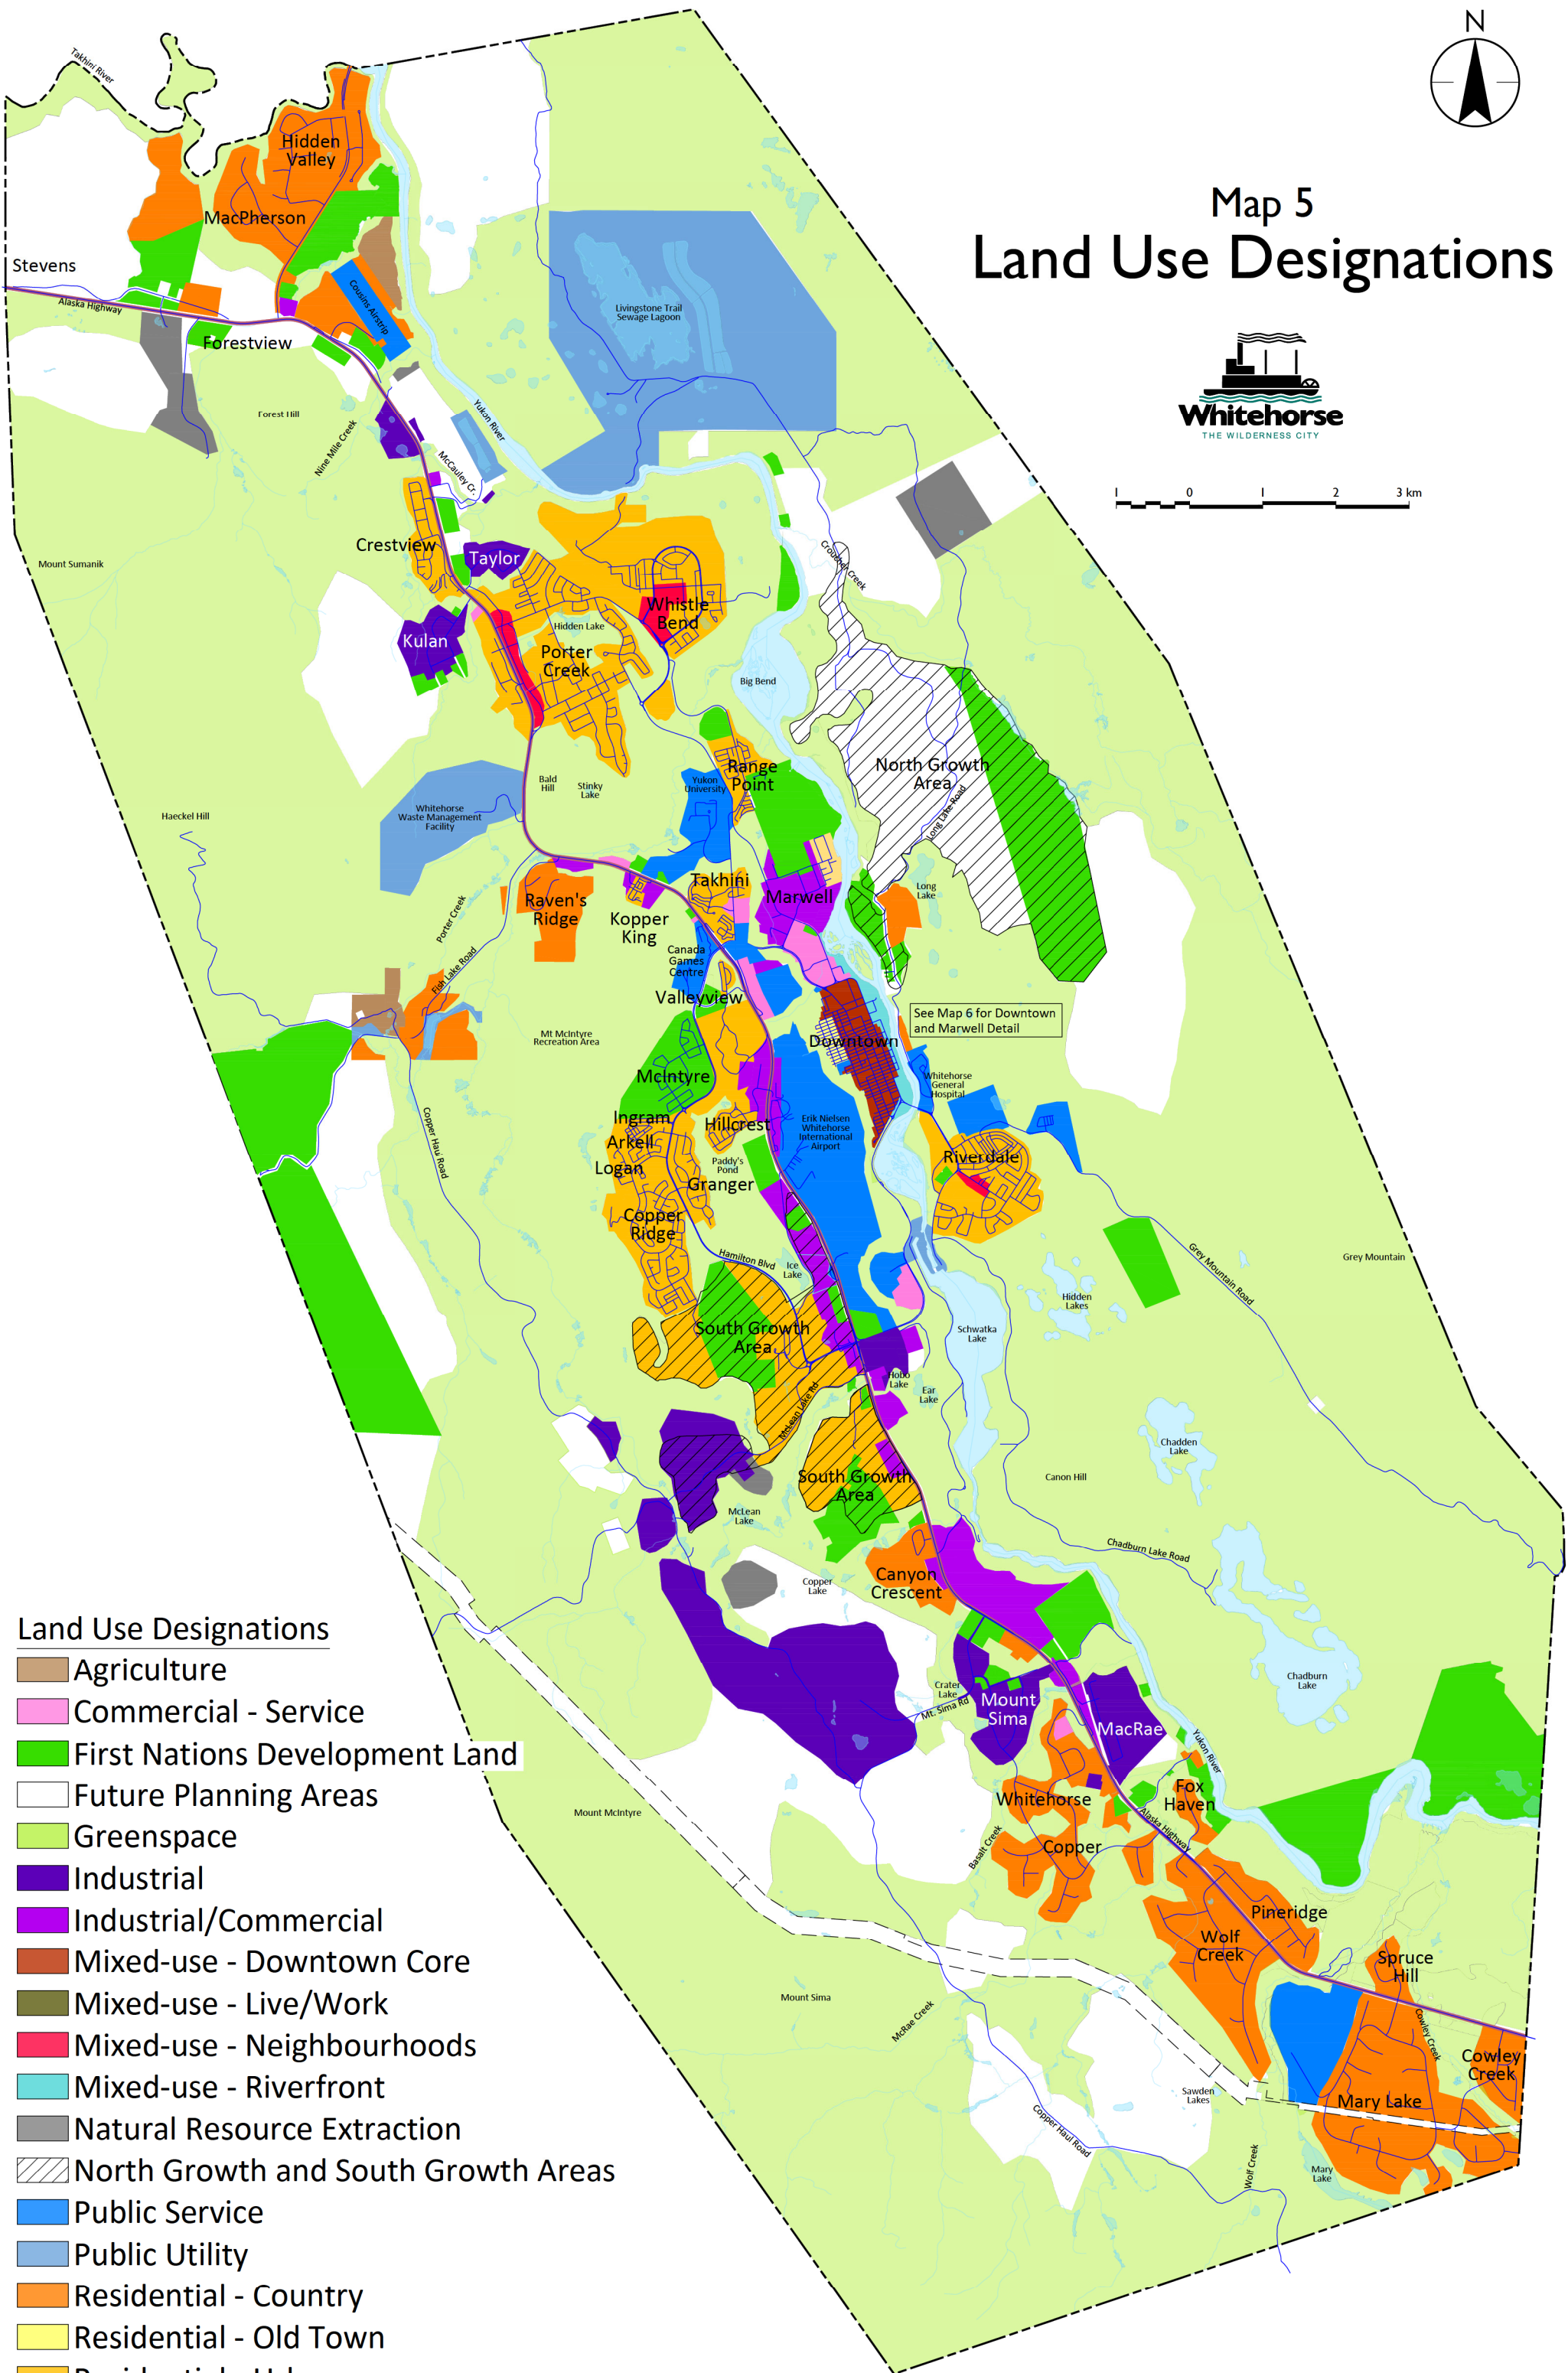 N
Map 5
Land Use Designations
Whitehorse
THE WILDERNESS CITY
1 0 1 2 3 km
Takhini River
Hidden
Valley
MacPherson
Stevens
Alaska Highway
Cousins Airstrip
Forestview
Livingstone Trail
Sewage Lagoon
Forest Hill
Nine Mile Creek
Yukon River
McCauley Cr.
Crestview
Taylor
Mount Sumanik
Croucher Creek
Whistle
Bend
Hidden Lake
Kulan
Porter
Creek
Big Bend
North Growth
Area
Long Lake Road
Range
Point
Yukon
University
Bald
Hill
Stinky
Lake
Whitehorse
Waste Management
Facility
Haeckel Hill
Takhini
Marwell
Long
Lake
Raven's
Ridge
Kopper
King
Porter Creek
Canada
Games
Centre
Fish Lake Road
Valleyview
See Map 6 for Downtown
and Marwell Detail
Mt McIntyre
Recreation Area
Downtown
McIntyre
Whitehorse
General
Hospital
Copper Haul Road
Ingram
Hillcrest
Erik Nielsen
Whitehorse
International
Airport
Arkell
Logan
Paddy's
Pond
Granger
Riverdale
Copper
Ridge
Hamilton Blvd
Ice
Lake
Grey Mountain Road
Grey Mountain
Hidden
Lakes
South Growth
Area
Schwatka
Lake
Hobo
Lake
Ear
Lake
McLean Lake Rd
Chadden
Lake
South Growth
Area
Canon Hill
McLean
Lake
Chadburn Lake Road
Canyon
Crescent
Copper
Lake
Chadburn
Lake
Crater
Lake
Mt. Sima Rd
Mount
Sima
MacRae
Yukon River
Fox
Haven
Whitehorse
Alaska Highway
Mount McIntyre
Basalt Creek
Copper
Pineridge
Wolf
Creek
Spruce
Hill
Mount Sima
McRae Creek
Cowley Creek
Cowley
Creek
Sawden
Lakes
Mary Lake
Copper Haul Road
Wolf Creek
Mary
Lake
Land Use Designations
Agriculture
Commercial - Service
First Nations Development Land
Future Planning Areas
Greenspace
Industrial
Industrial/Commercial
Mixed-use - Downtown Core
Mixed-use - Live/Work
Mixed-use - Neighbourhoods
Mixed-use - Riverfront
Natural Resource Extraction
North Growth and South Growth Areas
Public Service
Public Utility
Residential - Country
Residential - Old Town